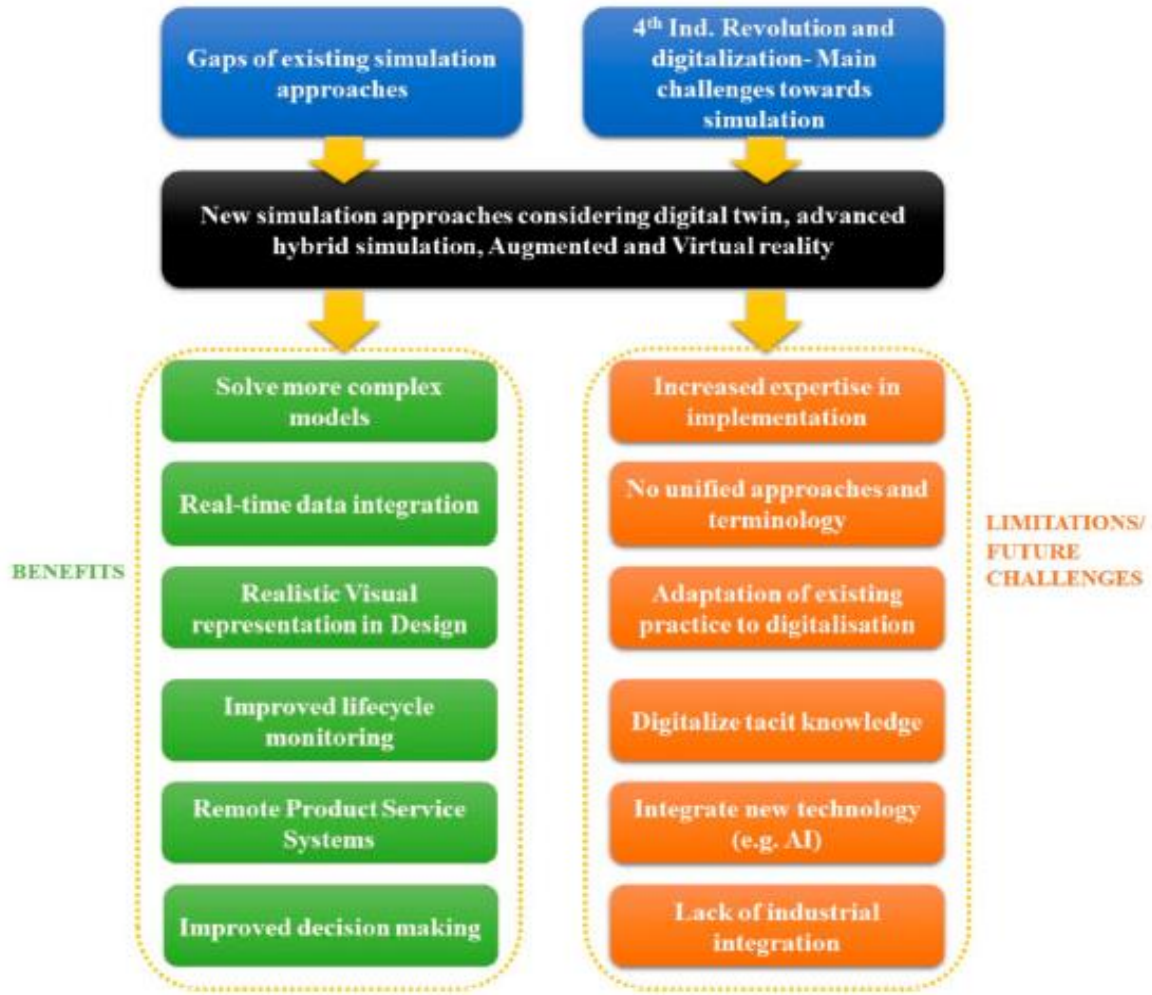 Gaps of existing simulation
approaches
4th Ind. Revolution and
digitalization- Main
challenges towards
simulation
New simulation approaches considering digital twin, advanced
hybrid simulation, Augmented and Virtual reality
BENEFITS
Solve more complex
models
Real-time data integration
Realistic Visual
representation in Design
Improved lifecycle
monitoring
Remote Product Service
Systems
Improved decision making
Increased expertise in
implementation
No unified approaches and
terminology
Adaptation of existing
practice to digitalisation
Digitalize tacit knowledge
Integrate new technology
(e.g. AI)
Lack of industrial
integration
LIMITATIONS/
FUTURE
CHALLENGES